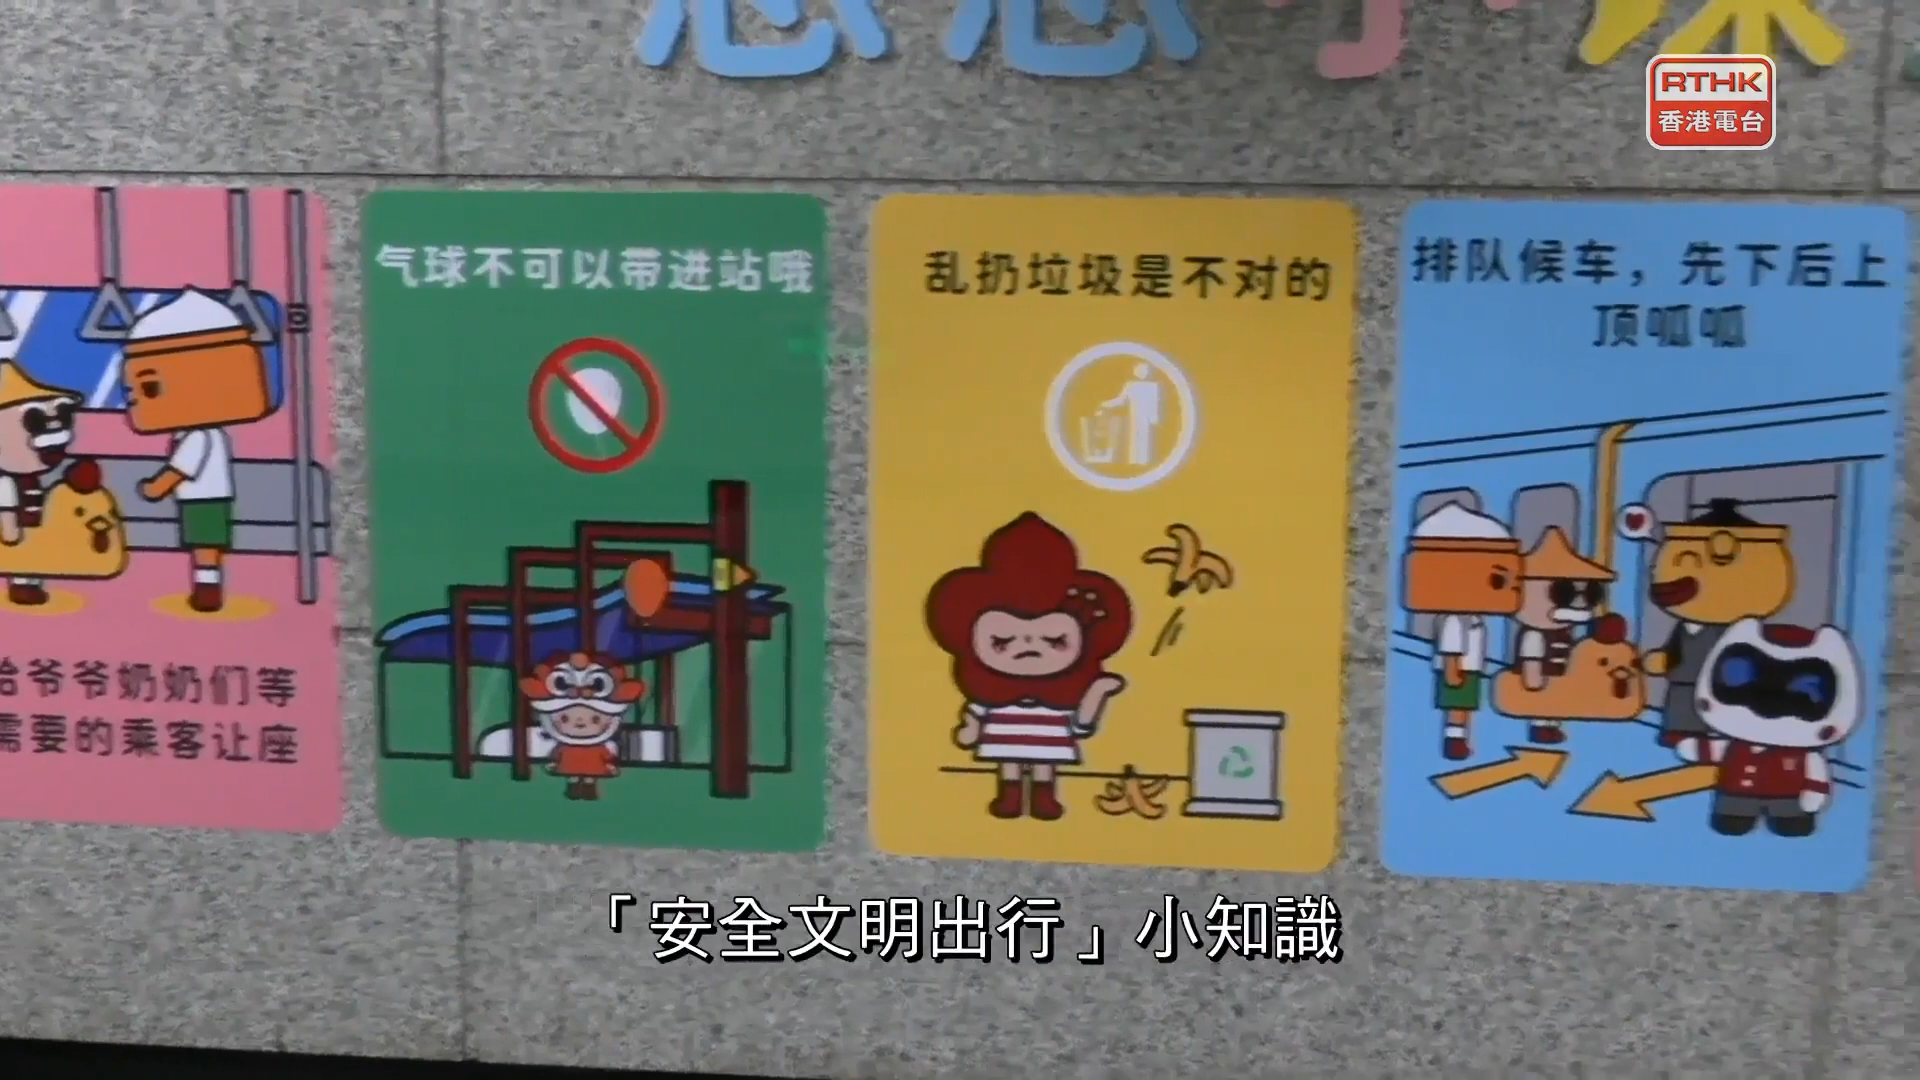 RTHK
香港電台
气球不可以带进站哦
乱扔垃圾是不对的
排队候车，先下后上
顶呱呱
给爷爷奶奶们等
需要的乘客让座
「安全文明出行」小知識